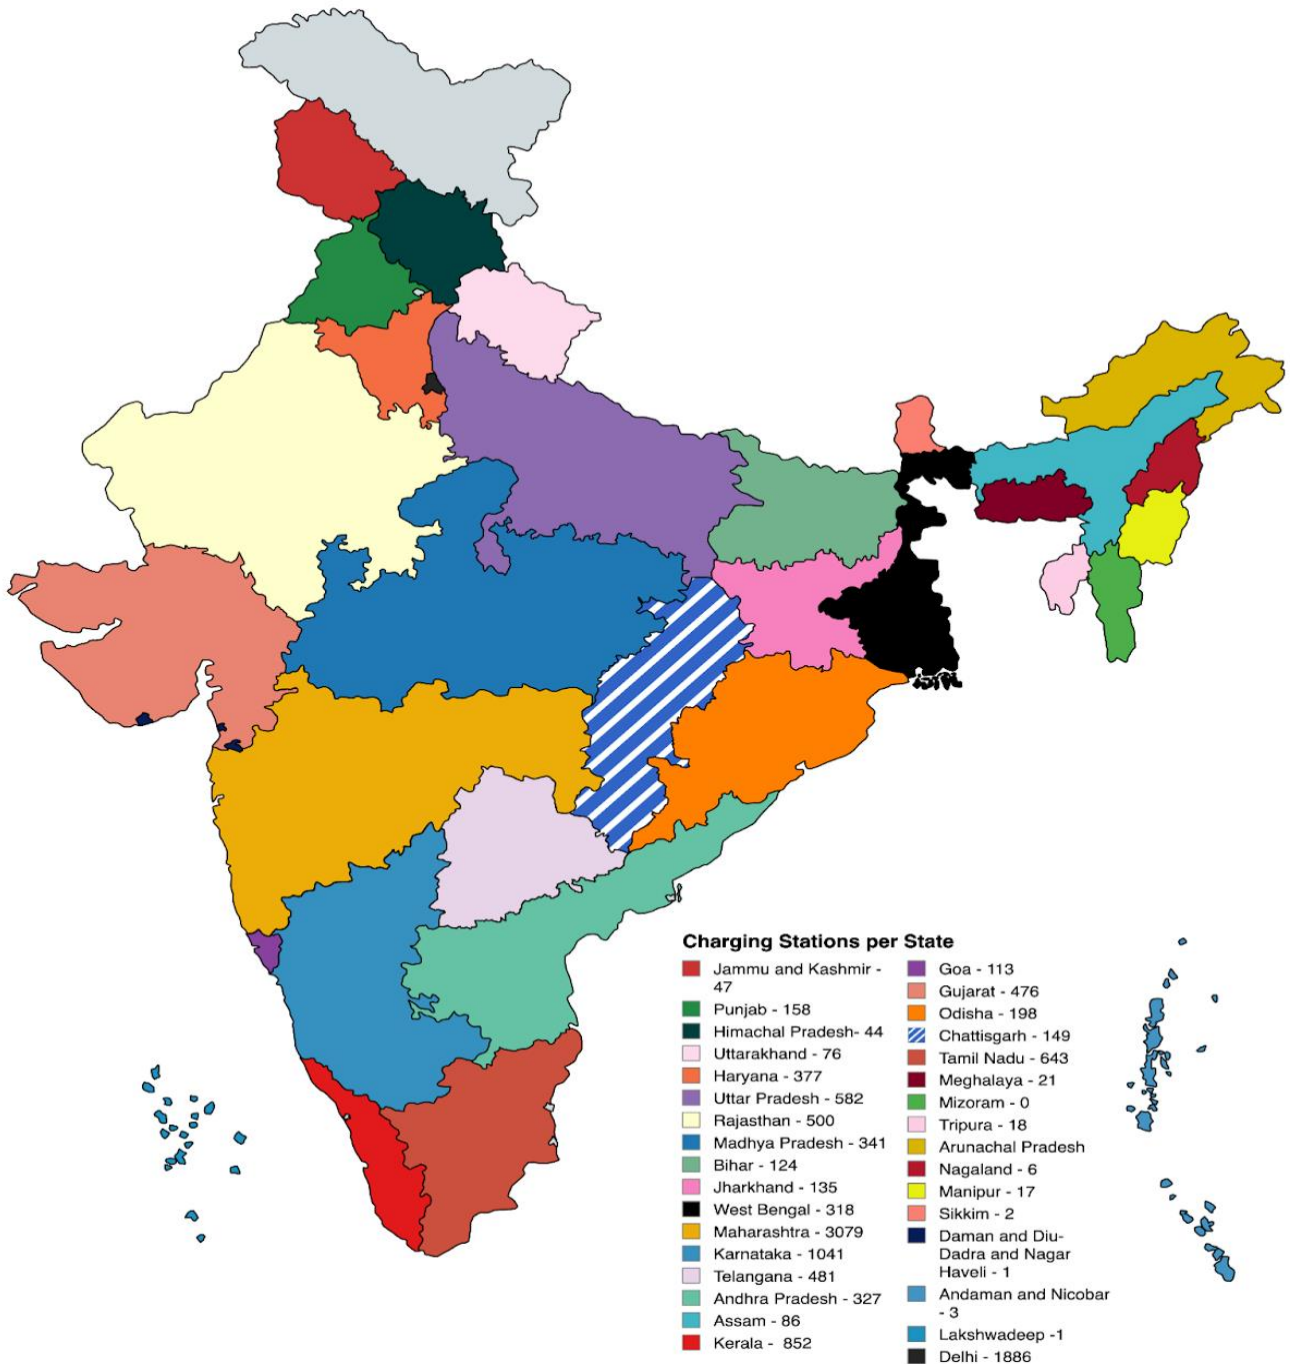 Charging Stations per State
Jammu and Kashmir -
47
Punjab - 158
Himachal Pradesh- 44
Uttarakhand - 76
Haryana - 377
Uttar Pradesh - 582
Rajasthan - 500
Madhya Pradesh - 341
Bihar - 124
Jharkhand - 135
West Bengal - 318
Maharashtra - 3079
Karnataka - 1041
Telangana - 481
Andhra Pradesh - 327
Assam - 86
Kerala - 852
Goa - 113
Gujarat - 476
Odisha - 198
Chattisgarh - 149
Tamil Nadu - 643
Meghalaya - 21
Mizoram - 0
Tripura - 18
Arunachal Pradesh
Nagaland - 6
Manipur - 17
Sikkim - 2
Daman and Diu-
Dadra and Nagar
Haveli - 1
Andaman and Nicobar
- 3
Lakshwadeep -1
Delhi - 1886